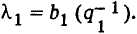 λ₁ = b₁ (q₁⁻¹).